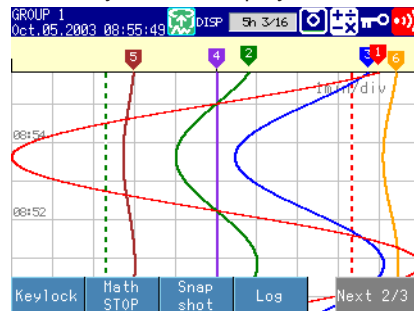 GROUP 1
Oct.05.2003 08:55:49 DISP 5h 3/16
5 4 2 3 1 6
1min/div
08:54
08:52
Keylock Math STOP Snap shot Log Next 2/3